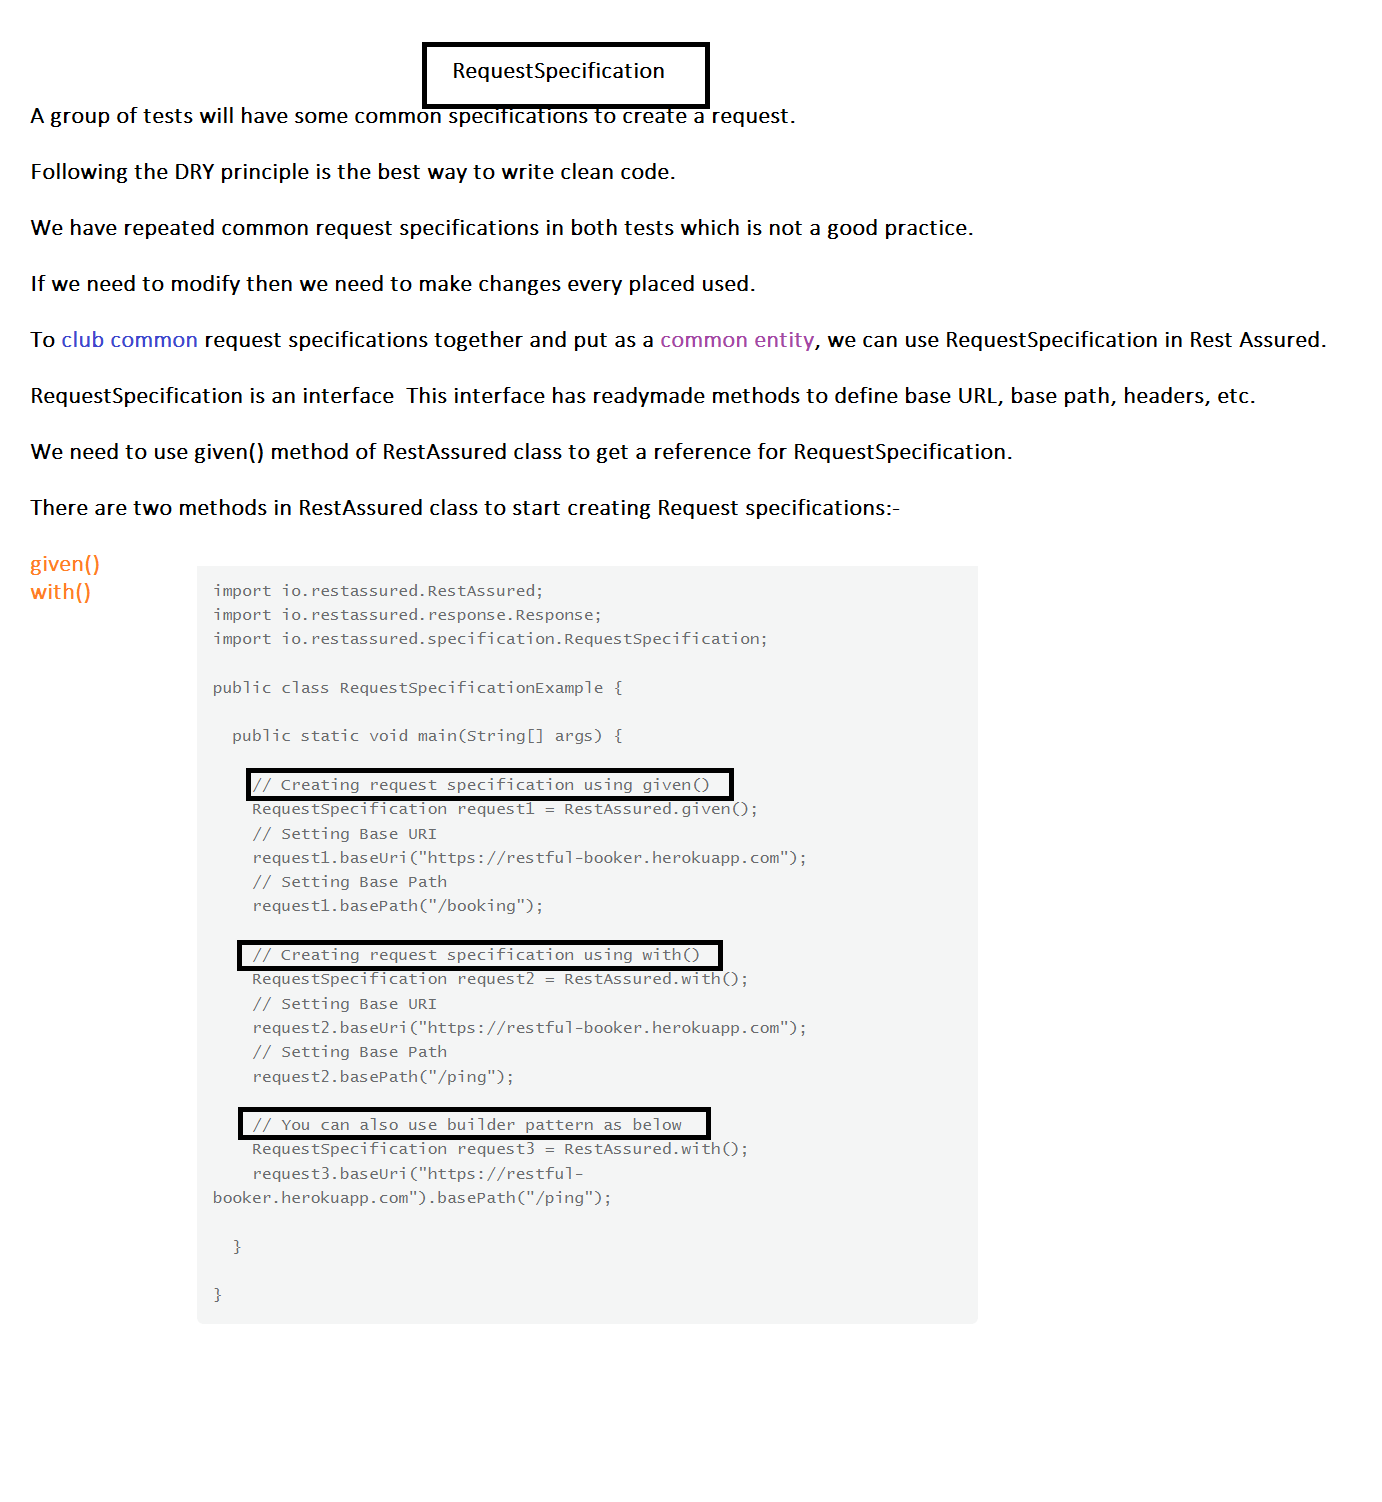 RequestSpecification
A group of tests will have some common specifications to create a request.
Following the DRY principle is the best way to write clean code.
We have repeated common request specifications in both tests which is not a good practice.
If we need to modify then we need to make changes every placed used.
To club common request specifications together and put as a common entity, we can use RequestSpecification in Rest Assured.
RequestSpecification is an interface  This interface has readymade methods to define base URL, base path, headers, etc.
We need to use given() method of RestAssured class to get a reference for RequestSpecification.
There are two methods in RestAssured class to start creating Request specifications:-
given()
with()
import io.restassured.RestAssured;
import io.restassured.response.Response;
import io.restassured.specification.RequestSpecification;
public class RequestSpecificationExample {
public static void main(String[] args) {
// Creating request specification using given()
RequestSpecification request1 = RestAssured.given();
// Setting Base URI
request1.baseUri("https://restful-booker.herokuapp.com");
// Setting Base Path
request1.basePath("/booking");
// Creating request specification using with()
RequestSpecification request2 = RestAssured.with();
// Setting Base URI
request2.baseUri("https://restful-booker.herokuapp.com");
// Setting Base Path
request2.basePath("/ping");
// You can also use builder pattern as below
RequestSpecification request3 = RestAssured.with();
request3.baseUri("https://restful-
booker.herokuapp.com").basePath("/ping");
}
}